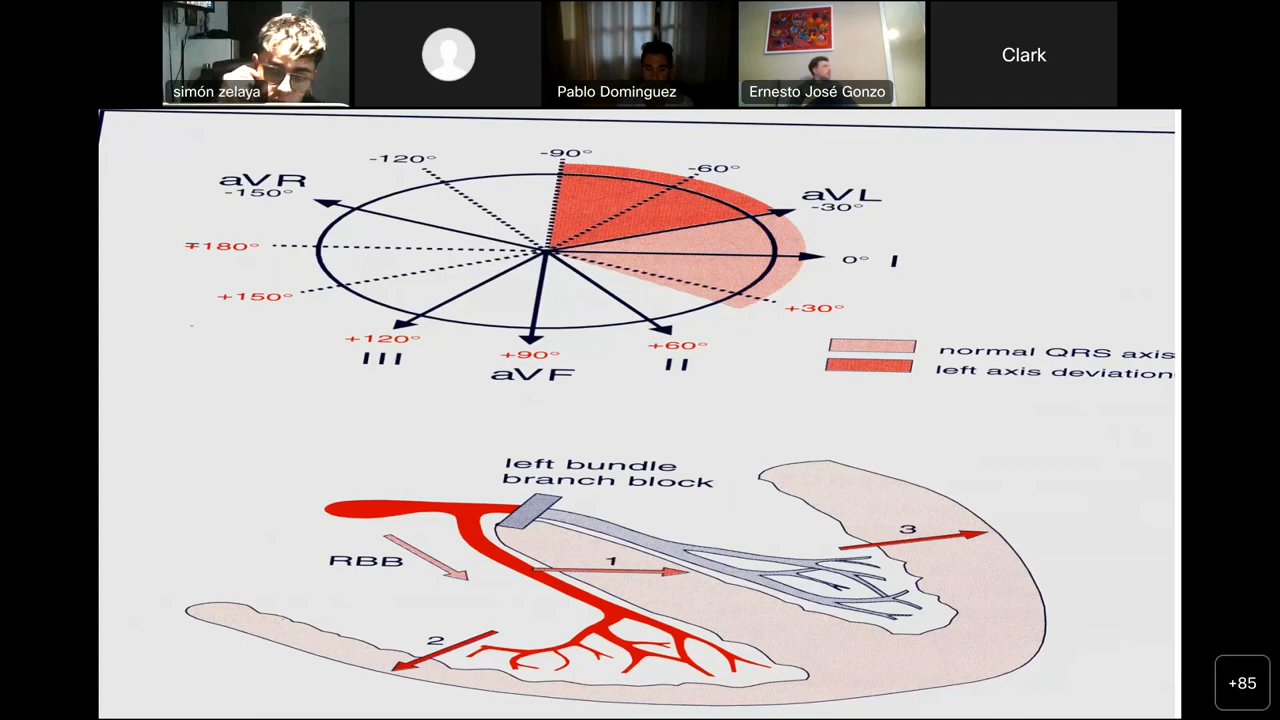 simón zelaya
Pablo Dominguez
Ernesto José Gonzo
Clark
-90°
-120°
-60°
aVR
-150°
aVL
-30°
∓180°
0° I
+150°
+30°
+120°
III
+90°
aVF
+60°
II
normal QRS axis
left axis deviation
left bundle
branch block
3
RBB
1
2
+85